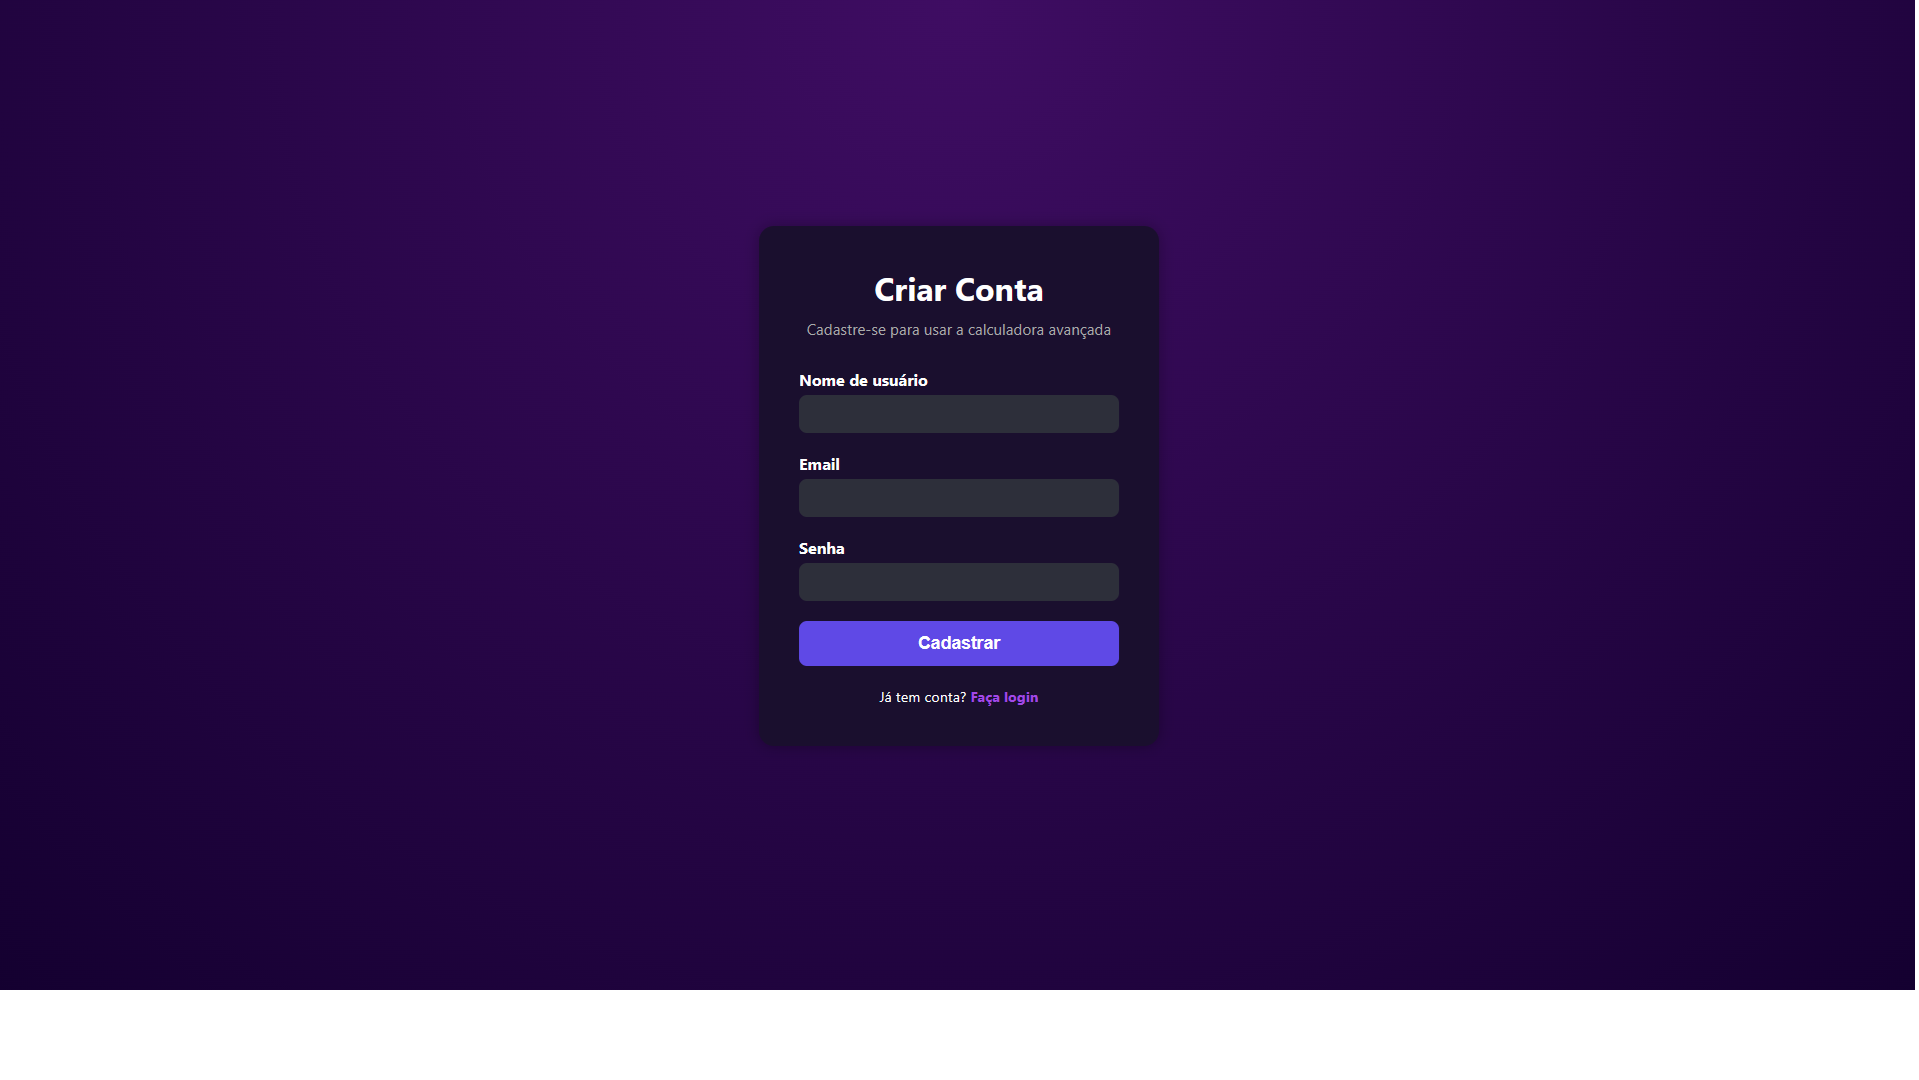 Criar Conta
Cadastre-se para usar a calculadora avançada
Nome de usuário
Email
Senha
Cadastrar
Já tem conta? Faça login